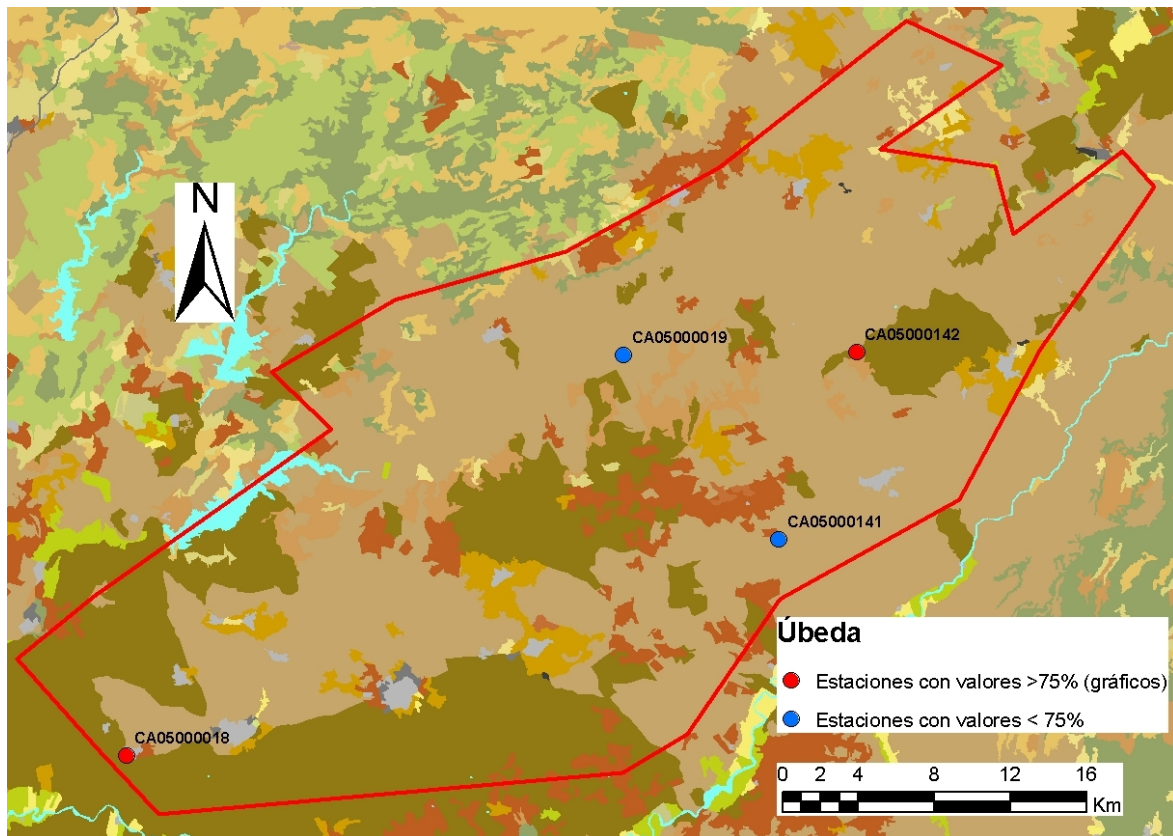 N
CA05000019
CA05000142
CA05000141
CA05000018
Úbeda
Estaciones con valores >75% (gráficos)
Estaciones con valores < 75%
0 2 4 8 12 16
Km